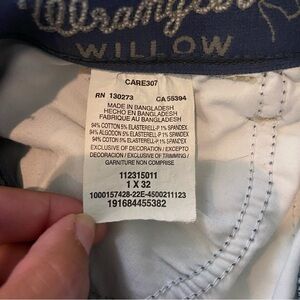 Wrangler
WILLOW
CARE307
RN 130273 CA 55394
MADE IN BANGLADESH
HECHO EN BANGLADESH
FABRIQUE AU BANGLADESH
94% COTTON 5% ELASTERELL-P 1% SPANDEX
94% ALGODON 5% ELASTERELL-P 1% SPANDEX
94% COTON 5% ELASTERELL-P 1% SPANDEX
EXCLUSIVE OF DECORATION / EXCEPTO
DECORACION / EXCLUSIVE OF TRIMMING /
GARNITURE NON COMPRISE
112315011
1 X 32
1000157428-22E-4500211123
191684455382